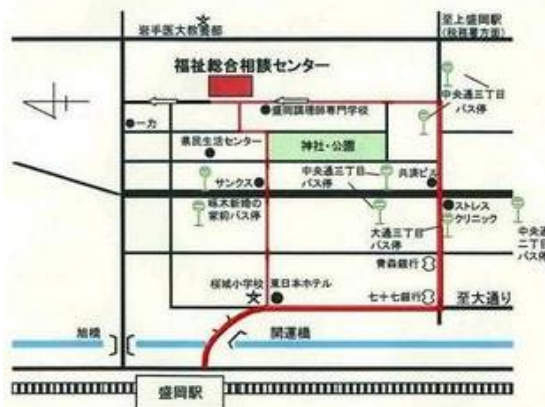 岩手医大教養部
至上盛岡駅
(税務署方面)
福祉総合相談センター
中央通三丁目
バス停
盛岡調理師専門学校
一力
県民生活センター
神社・公園
サンクス
中央通三丁目
バス停
共済ビル
啄木新婚の
家前バス停
ストレス
クリニック
大通三丁目
バス停
中央通
二丁目
バス停
青森銀行
桜城小学校
東日本ホテル
七十七銀行
至大通り
旭橋
開運橋
盛岡駅